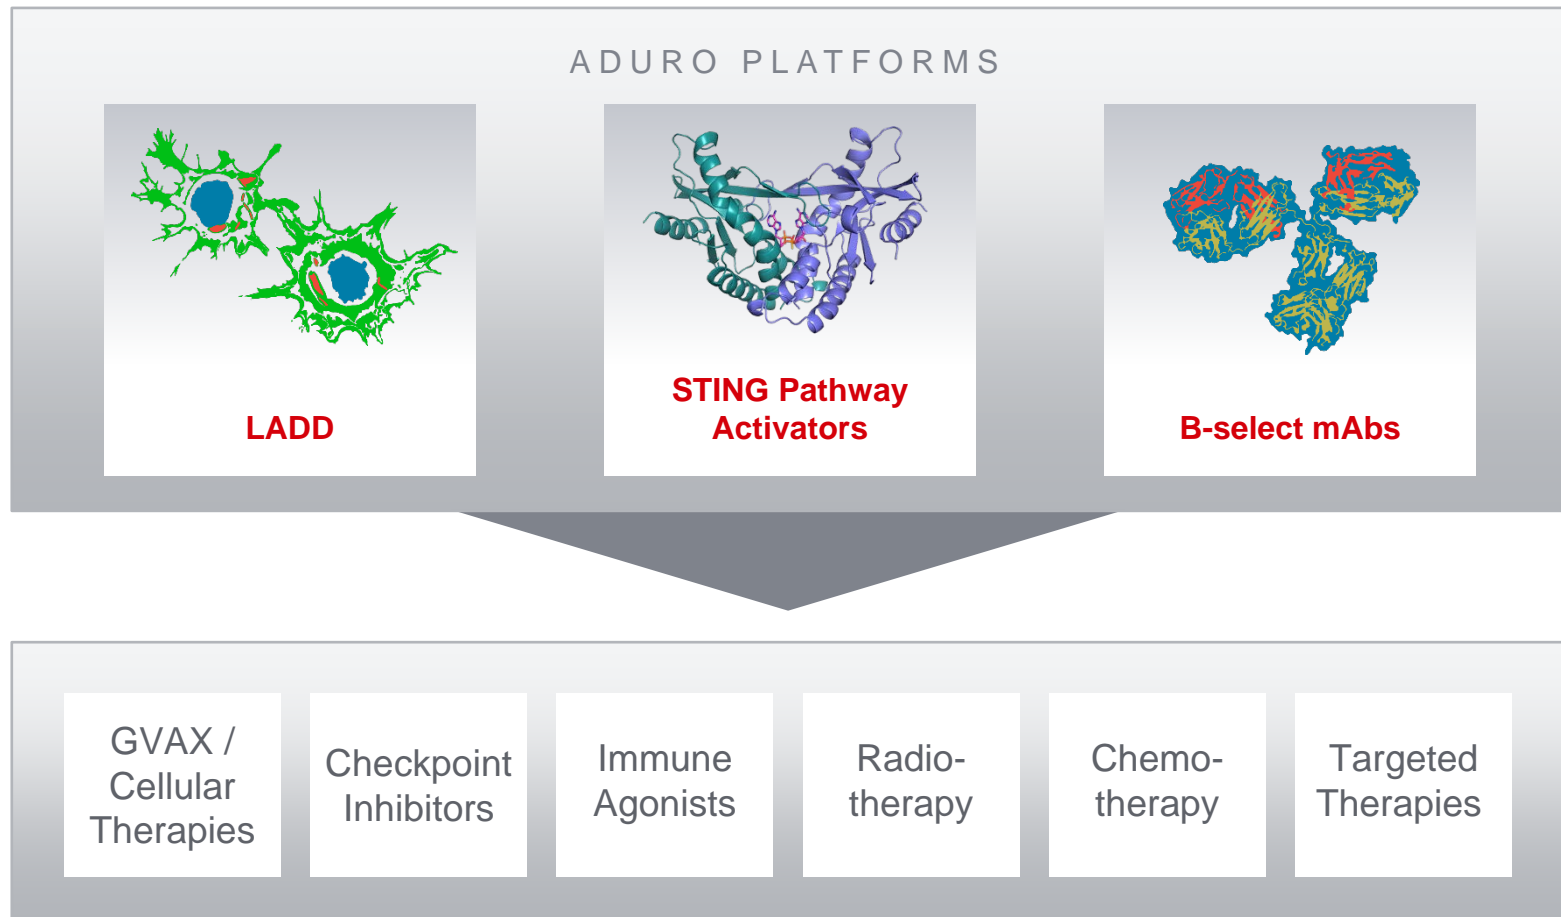 ADURO PLATFORMS
LADD
STING Pathway
Activators
B-select mAbs
GVAX /
Cellular
Therapies
Checkpoint
Inhibitors
Immune
Agonists
Radio-
therapy
Chemo-
therapy
Targeted
Therapies